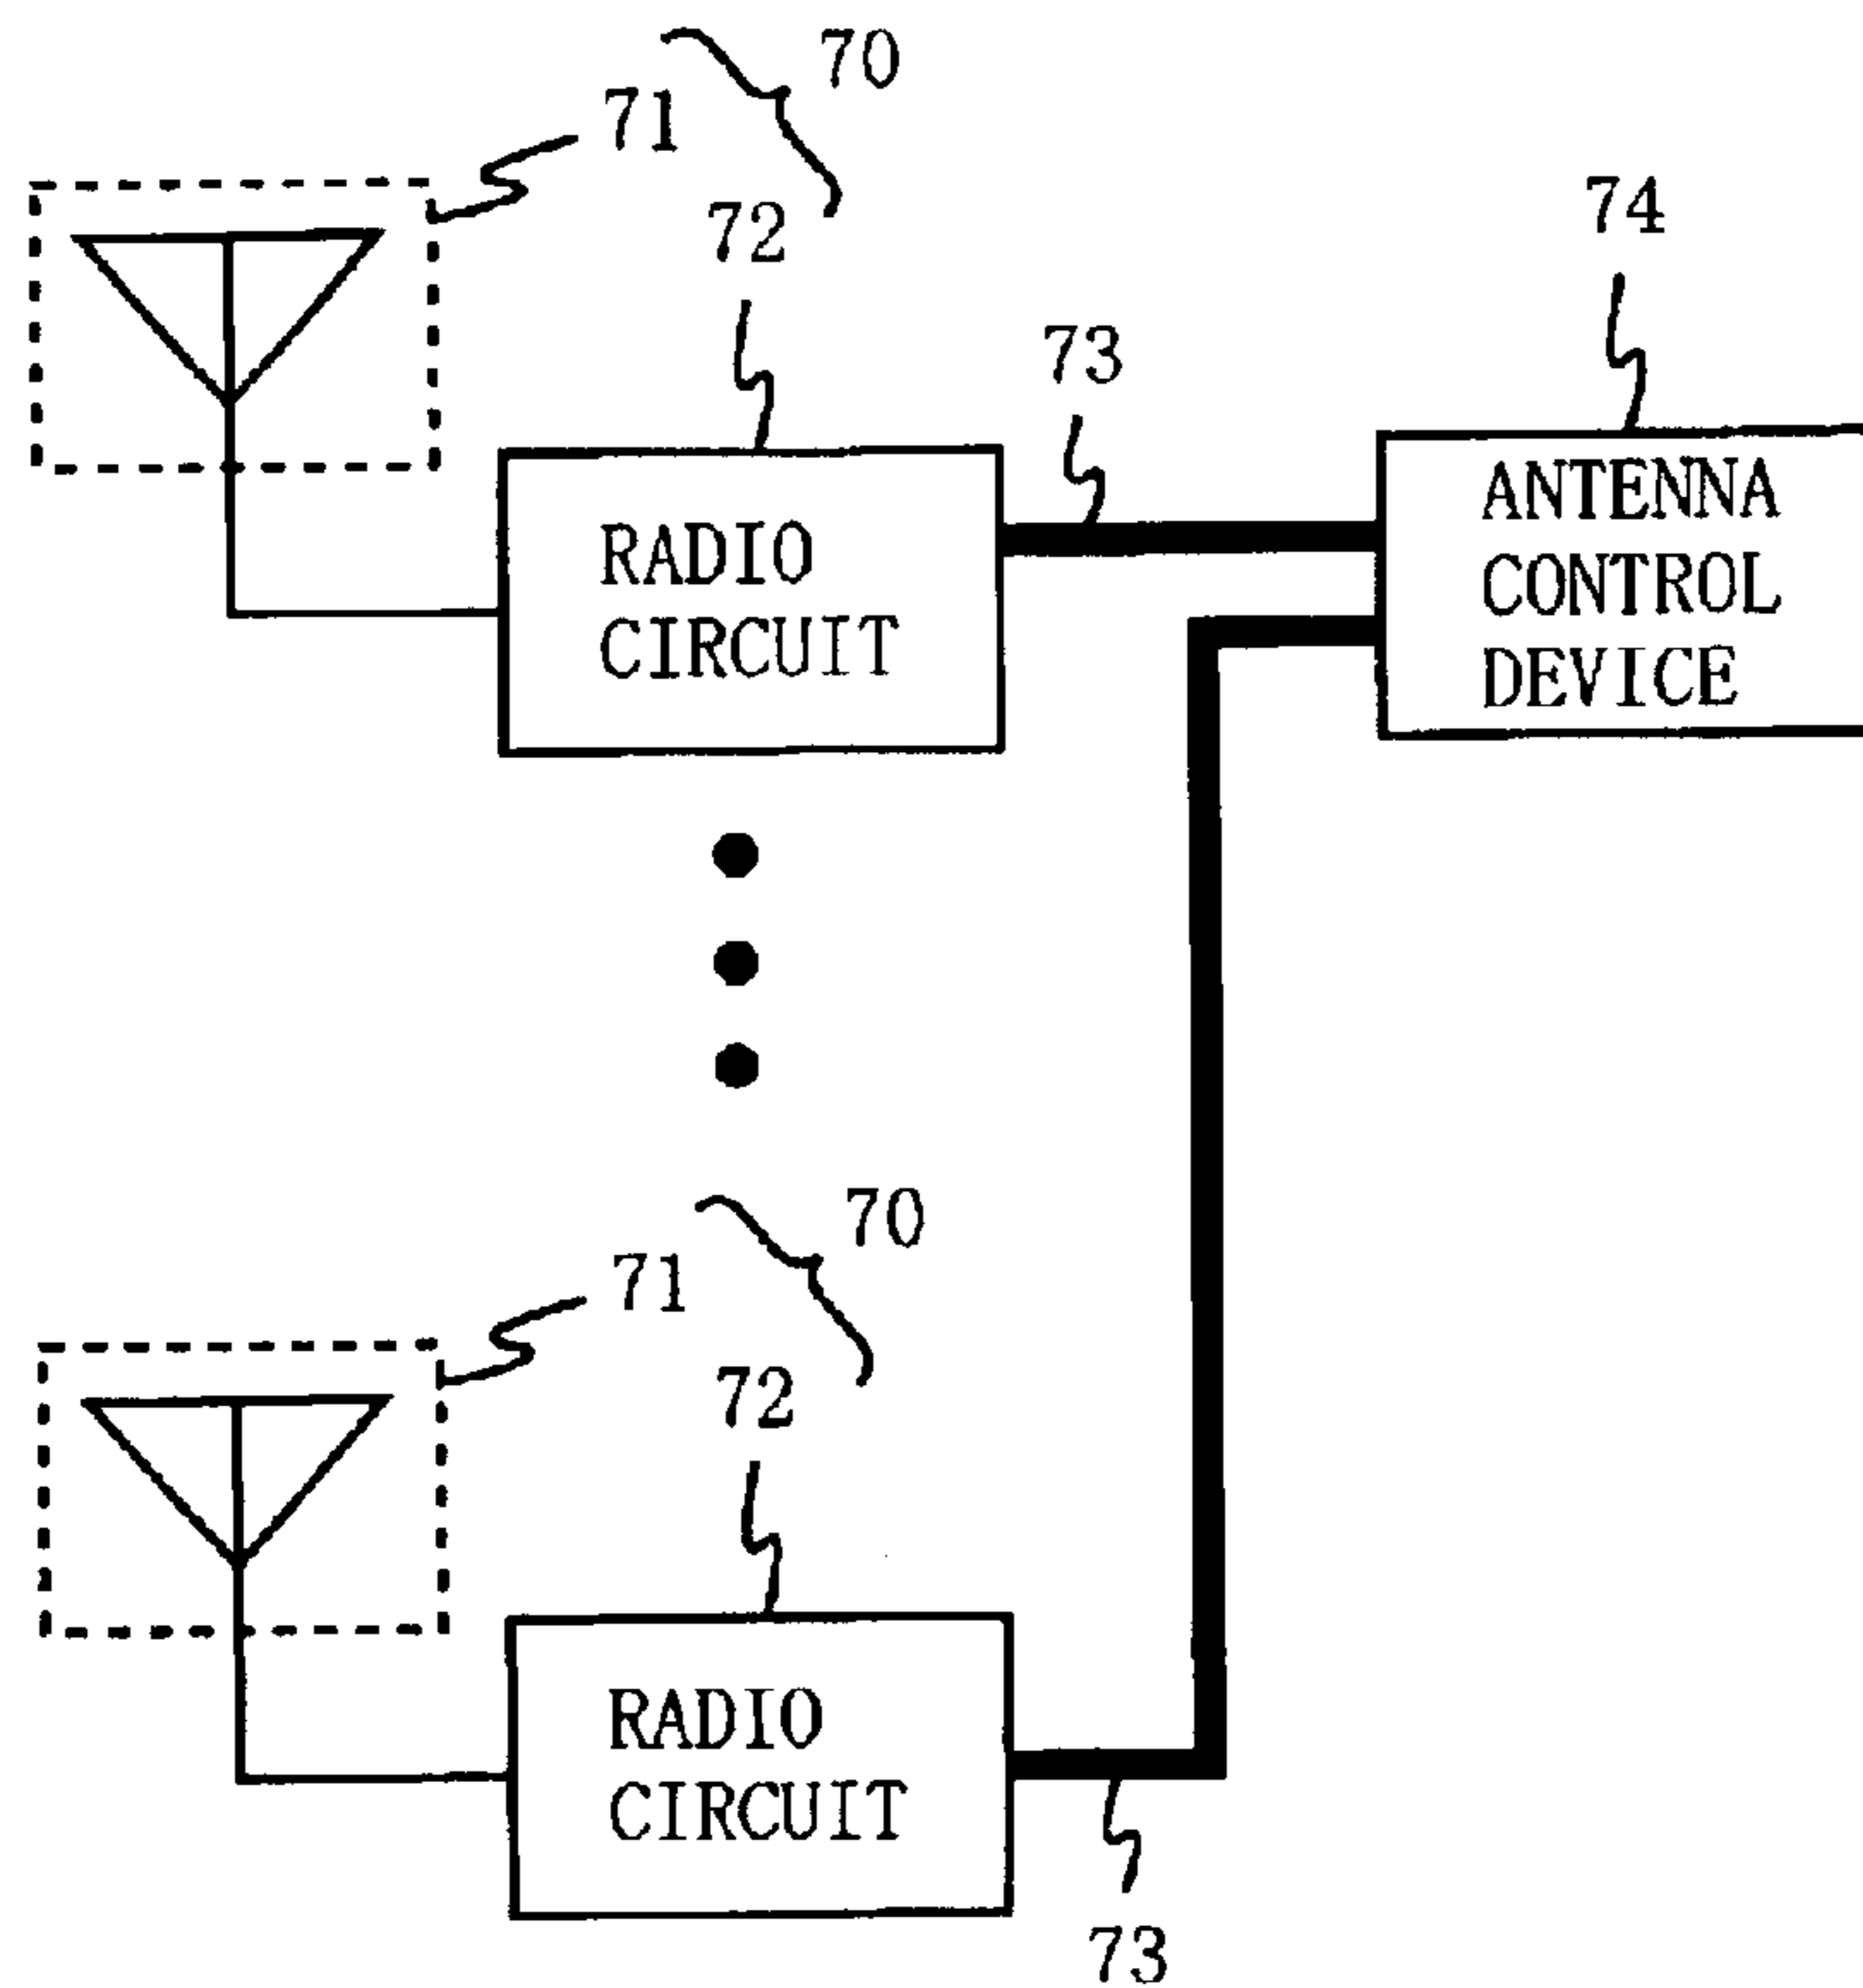 70
71
72
74
73
ANTENNA
CONTROL
DEVICE
RADIO
CIRCUIT
70
71
72
RADIO
CIRCUIT
73